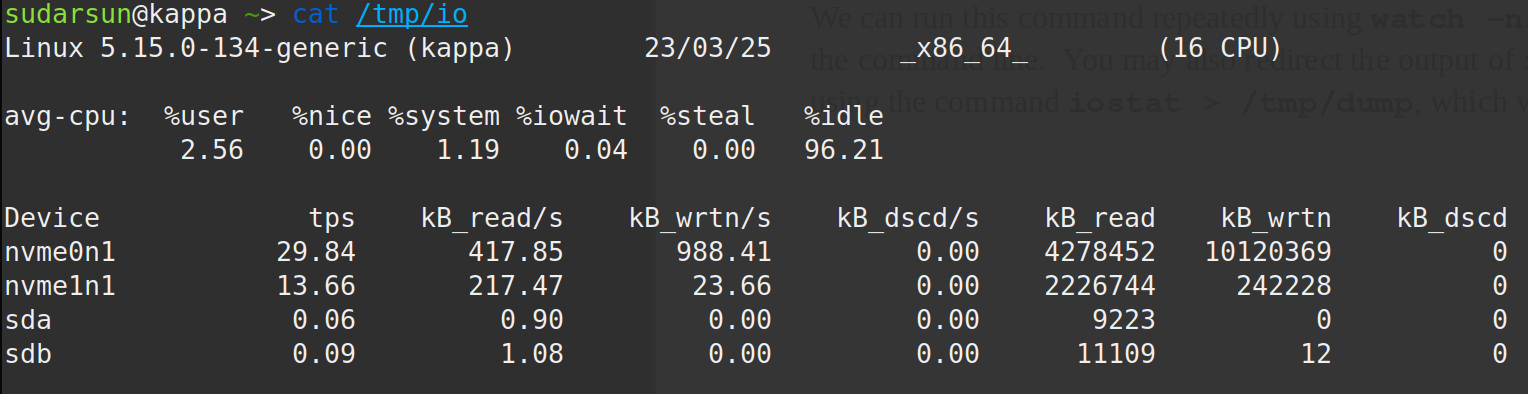 sudarsun@kappa ~> cat /tmp/io
We can run this command repeatedly using watch -n
Linux 5.15.0-134-generic (kappa) 23/03/25 _x86_64_ (16 CPU)
the command line. You may also redirect the output of
avg-cpu: %user %nice %system %iowait %steal %idle
using the command iostat > /tmp/dump, which
2.56 0.00 1.19 0.04 0.00 96.21
Device tps kB_read/s kB_wrtn/s kB_dscd/s kB_read kB_wrtn kB_dscd
nvme0n1 29.84 417.85 988.41 0.00 4278452 10120369 0
nvme1n1 13.66 217.47 23.66 0.00 2226744 242228 0
sda 0.06 0.90 0.00 0.00 9223 0 0
sdb 0.09 1.08 0.00 0.00 11109 12 0